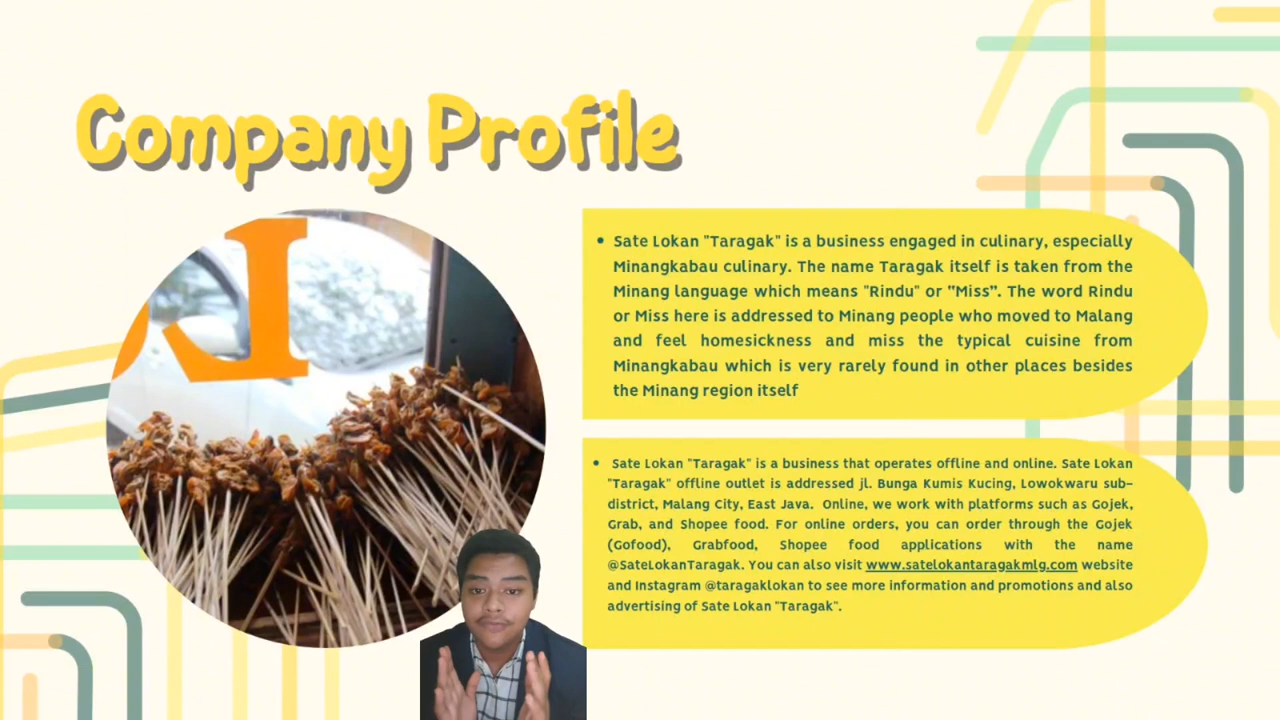 Company Profile
• Sate Lokan "Taragak" is a business engaged in culinary, especially
Minangkabau culinary. The name Taragak itself is taken from the
Minang language which means "Rindu" or "Miss". The word Rindu
or Miss here is addressed to Minang people who moved to Malang
and feel homesickness and miss the typical cuisine from
Minangkabau which is very rarely found in other places besides
the Minang region itself
• Sate Lokan "Taragak" is a business that operates offline and online. Sate Lokan
"Taragak" offline outlet is addressed jl. Bunga Kumis Kucing, Lowokwaru sub-
district, Malang City, East Java. Online, we work with platforms such as Gojek,
Grab, and Shopee food. For online orders, you can order through the Gojek
(Gofood), Grabfood, Shopee food applications with the name
@SateLokanTaragak. You can also visit www.satelokantaragakmlg.com website
and Instagram @taragaklokan to see more information and promotions and also
advertising of Sate Lokan "Taragak".